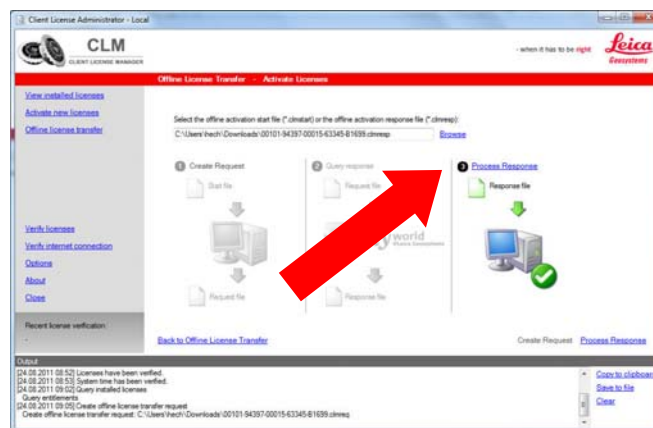 Client License Administrator - Local
CLM
CLIENT LICENSE MANAGER
- when it has to be right
Leica
Geosystems
Offline License Transfer - Activate Licenses
View installed licenses
Activate new licenses
Offline license transfer
Verify licenses
Verify internet connection
Options
About
Close
Recent license verification:
-
Select the offline activation start file (*.clmstart) or the offline activation response file (*.clmresp):
C:\Users\hech\Downloads\00101-94397-00015-63345-B1699.clmresp
Browse
1 Create Request
2 Query response
3 Process Response
Start file
Request file
Response file
world
Request file
Response file
Back to Offline License Transfer
Create Request
Process Response
Output
[24.08.2011 08:52] Licenses have been verified.
[24.08.2011 08:53] System time has been verified.
[24.08.2011 09:02] Query installed licenses
Query entitlements
[24.08.2011 09:05] Create offline license transfer request
Create offline license transfer request: C:\Users\hech\Downloads\00101-94397-00015-63345-B1699.clmreq
Copy to clipboard
Save to file
Clear